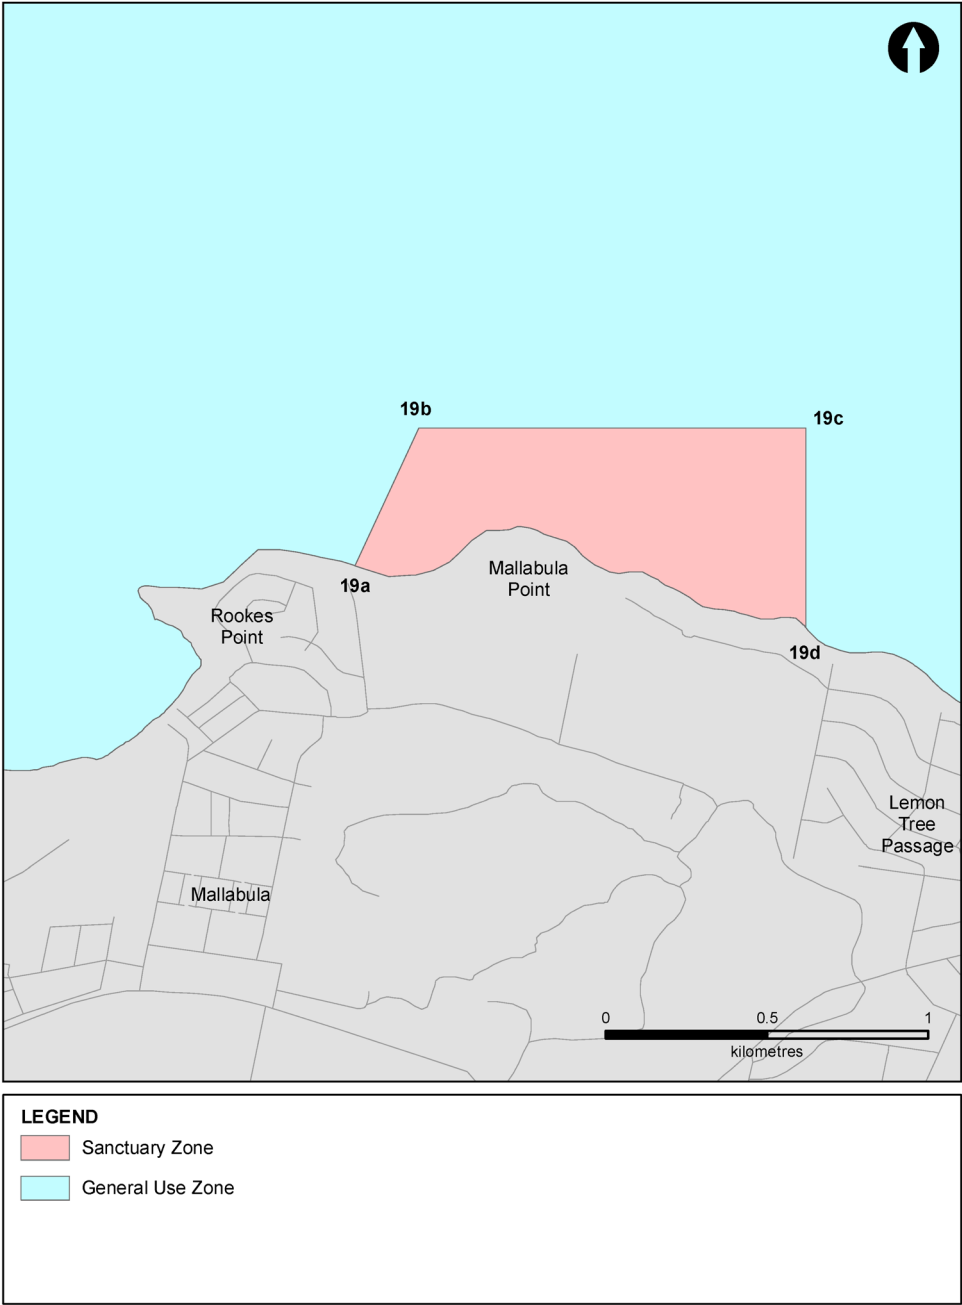 19b
19c
19a
Mallabula
Point
Rookes
Point
19d
Lemon
Tree
Passage
Mallabula
0 0.5 1
kilometres
LEGEND
Sanctuary Zone
General Use Zone